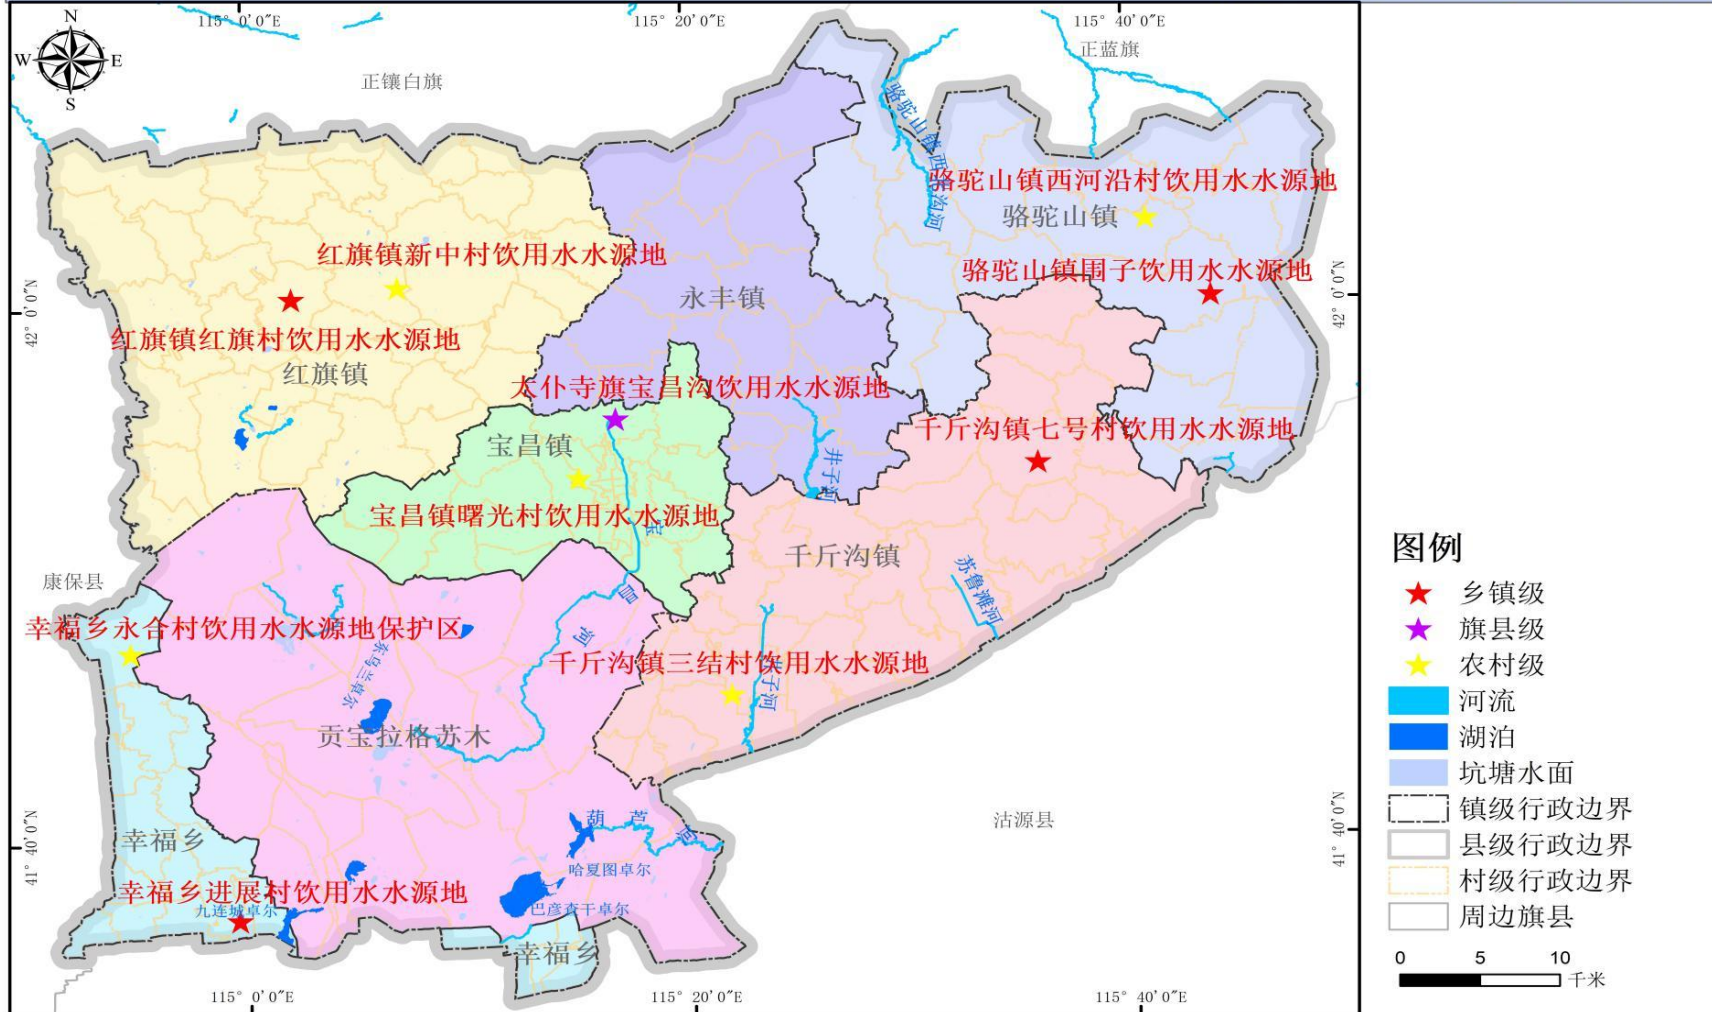 115° 0′0″E
115° 20′0″E
115° 40′0″E
N
W
E
S
正镶白旗
正蓝旗
骆驼山镇西沟河
骆驼山镇西河沿村饮用水水源地
骆驼山镇
红旗镇新中村饮用水水源地
骆驼山镇围子饮用水水源地
永丰镇
42° 0′0″N
42° 0′0″N
红旗镇红旗村饮用水水源地
红旗镇
太仆寺旗宝昌沟饮用水水源地
千斤沟镇七号村饮用水水源地
宝昌镇
井子河
宝昌镇曙光村饮用水水源地
宝
昌
河
千斤沟镇
苏鲁滩河
康保县
幸福乡永合村饮用水水源地保护区
东乌兰卓尔
千斤沟镇三结村饮用水水源地
井子河
贡宝拉格苏木
沽源县
葫芦河
幸福乡
哈夏图卓尔
41° 40′0″N
41° 40′0″N
幸福乡进展村饮用水水源地
九连城卓尔
巴彦查干卓尔
幸福乡
115° 0′0″E
115° 20′0″E
115° 40′0″E
图例
乡镇级
旗县级
农村级
河流
湖泊
坑塘水面
镇级行政边界
县级行政边界
村级行政边界
周边旗县
0 5 10
千米